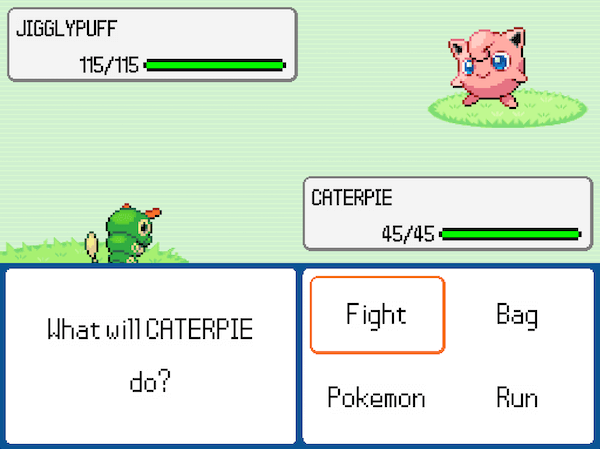 JIGGLYPUFF
115/115
CATERPIE
45/45
What will CATERPIE
do?
Fight
Bag
Pokemon
Run